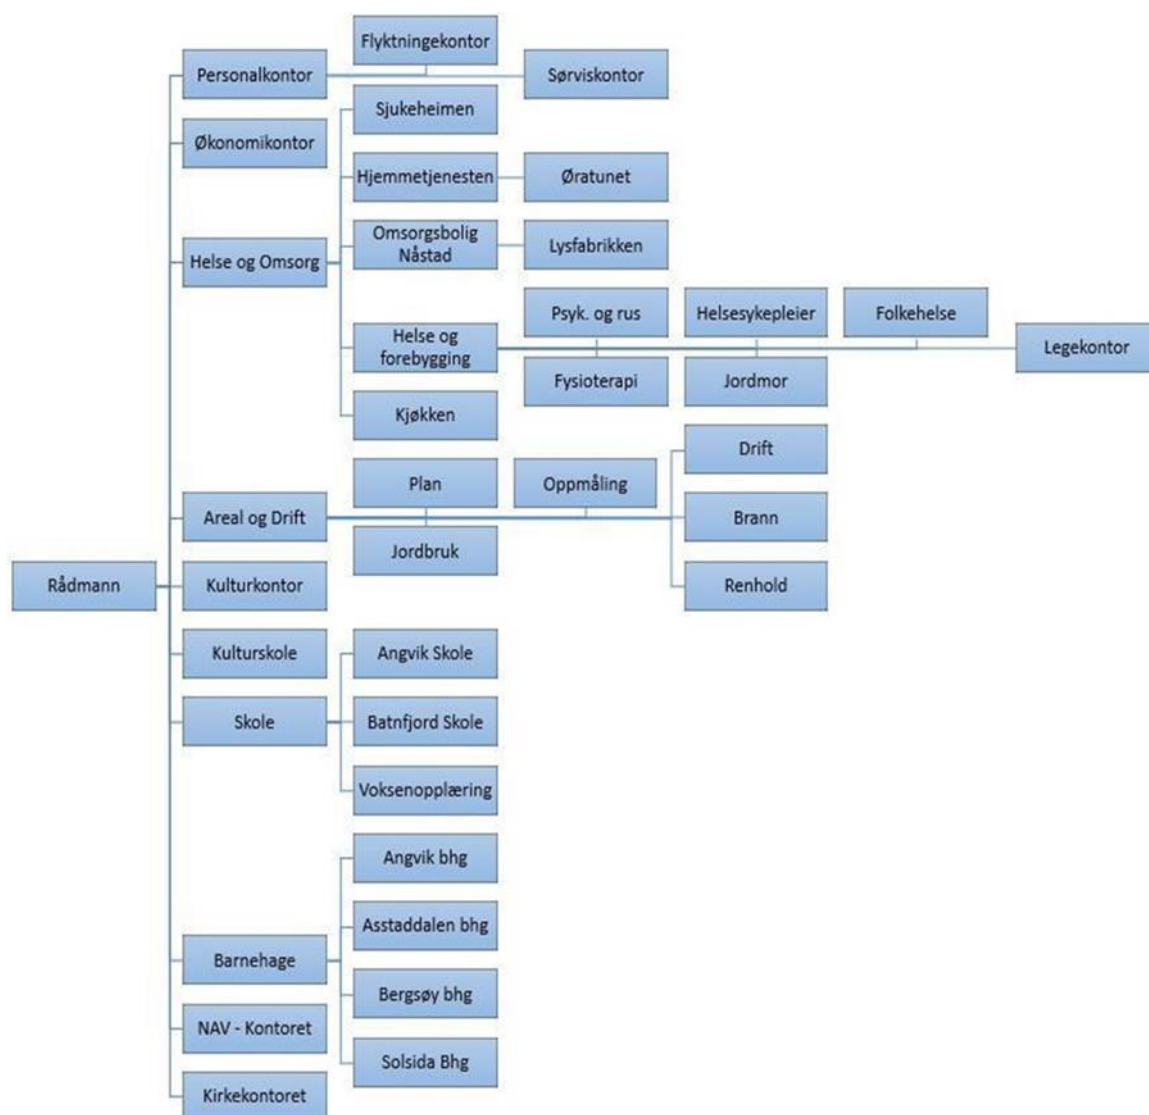 Flyktningekontor
Personalkontor
Sørviskontor
Sjukeheimen
Økonomikontor
Hjemmetjenesten
Øratunet
Omsorgsbolig
Nåstad
Lysfabrikken
Helse og Omsorg
Psyk. og rus
Helsesykepleier
Folkehelse
Helse og
forebygging
Legekontor
Fysioterapi
Jordmor
Kjøkken
Drift
Plan
Oppmåling
Areal og Drift
Brann
Jordbruk
Rådmann
Kulturkontor
Renhold
Kulturskole
Angvik Skole
Skole
Batnfjord Skole
Voksenopplæring
Angvik bhg
Asstaddalen bhg
Barnehage
Bergsøy bhg
NAV - Kontoret
Solsida Bhg
Kirkekontoret